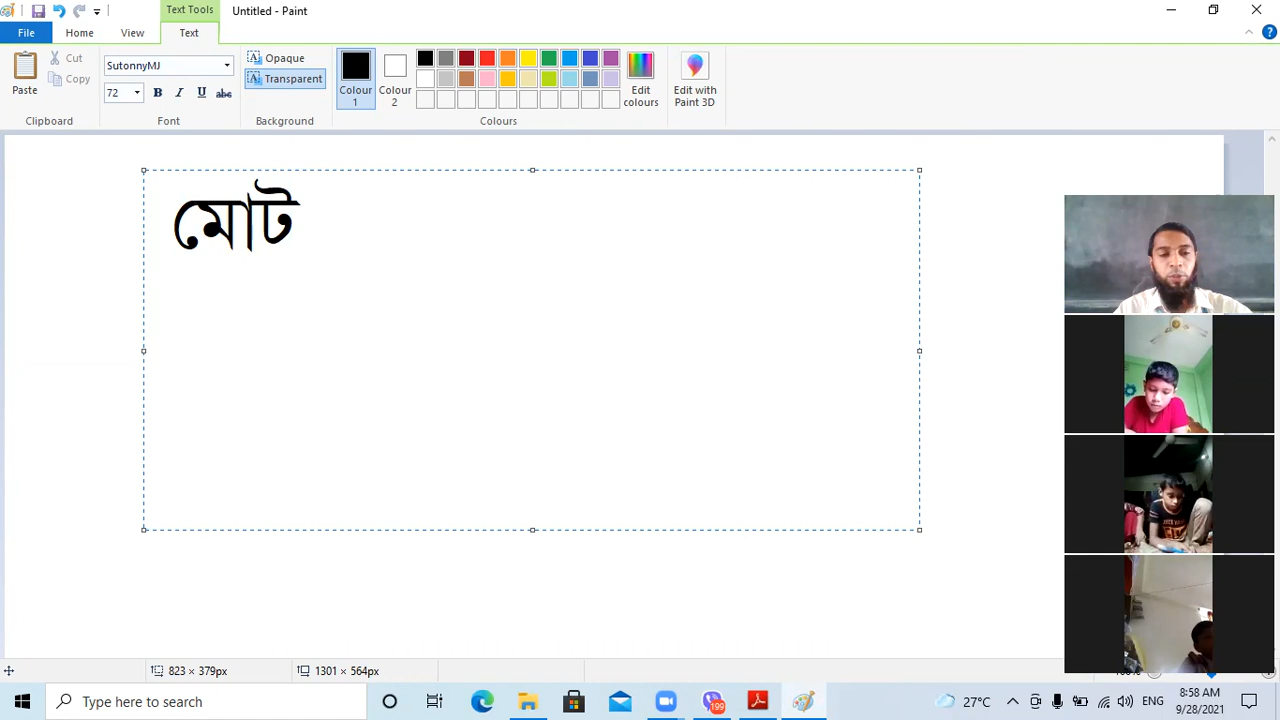 Text Tools
Untitled - Paint
File
Home
View
Text
Paste
Cut
Copy
Clipboard
SutonnyMJ
72
B
I
U
abc
Font
Opaque
Transparent
Background
Colour
1
Colour
2
Edit
colours
Colours
Edit with
Paint 3D
মোট
823 × 379px
1301 × 564px
Type here to search
199
27°C
ENG
8:58 AM
9/28/2021